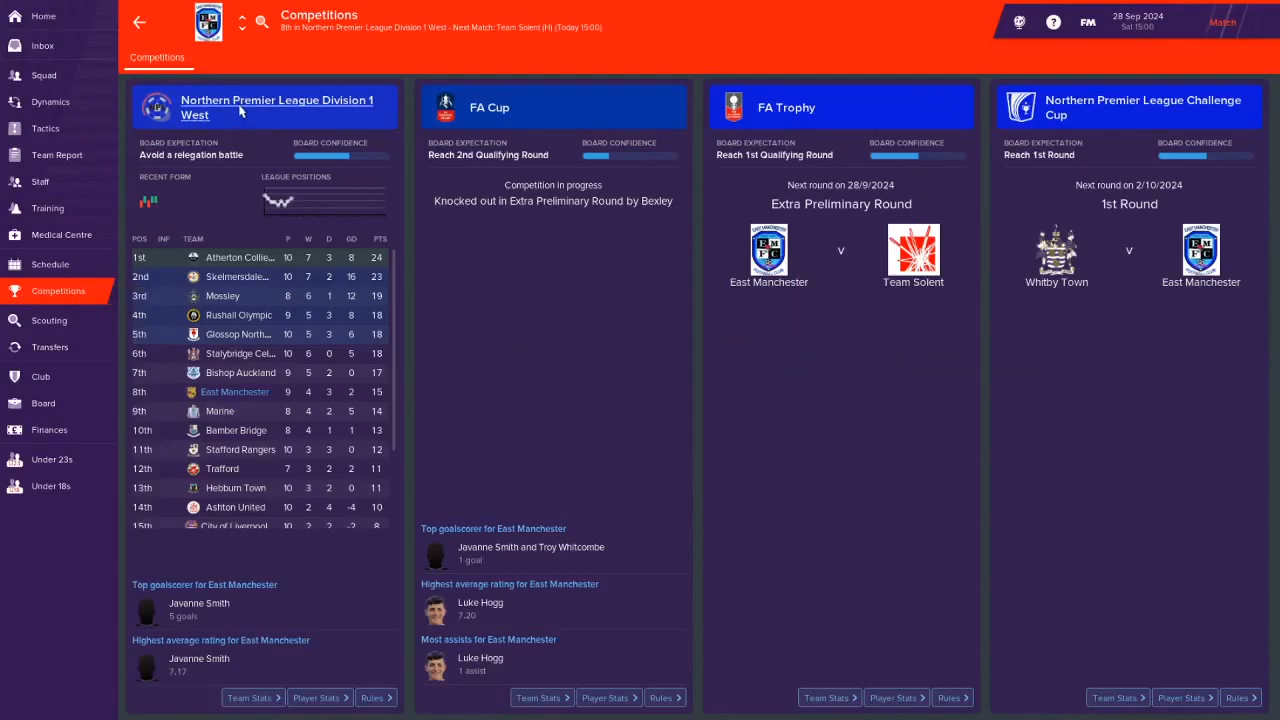 Home
Inbox
Squad
Dynamics
Tactics
Team Report
Staff
Training
Medical Centre
Schedule
Competitions
Scouting
Transfers
Club
Board
Finances
Under 23s
Under 18s
Competitions
8th in Northern Premier League Division 1 West - Next Match: Team Solent (H) (Today 15:00)
FM
28 Sep 2024
Sat 15:00
Match
Competitions
Northern Premier League Division 1
West
BOARD EXPECTATION BOARD CONFIDENCE
Avoid a relegation battle
RECENT FORM LEAGUE POSITIONS
POS INF TEAM P W D GD PTS
1st Atherton Collie... 10 7 3 8 24
2nd Skelmersdale... 10 7 2 16 23
3rd Mossley 8 6 1 12 19
4th Rushall Olympic 9 5 3 8 18
5th Glossop North... 10 5 3 6 18
6th Stalybridge Cel... 10 6 0 5 18
7th Bishop Auckland 9 5 2 0 17
8th East Manchester 9 4 3 2 15
9th Marine 8 4 2 5 14
10th Bamber Bridge 8 4 1 1 13
11th Stafford Rangers 10 3 3 0 12
12th Trafford 7 3 2 2 11
13th Hebburn Town 10 3 2 0 11
14th Ashton United 10 2 4 -2 10
15th City of Liverpool 10 2 2 -2 8
Top goalscorer for East Manchester
Javanne Smith
5 goals
Highest average rating for East Manchester
Javanne Smith
7.17
Team Stats Player Stats Rules
FA Cup
BOARD EXPECTATION BOARD CONFIDENCE
Reach 2nd Qualifying Round
Competition in progress
Knocked out in Extra Preliminary Round by Bexley
Top goalscorer for East Manchester
Javanne Smith and Troy Whitcombe
1 goal
Highest average rating for East Manchester
Luke Hogg
7.20
Most assists for East Manchester
Luke Hogg
1 assist
Team Stats Player Stats Rules
FA Trophy
BOARD EXPECTATION BOARD CONFIDENCE
Reach 1st Qualifying Round
Next round on 28/9/2024
Extra Preliminary Round
V
East Manchester Team Solent
Team Stats Player Stats Rules
Northern Premier League Challenge
Cup
BOARD EXPECTATION BOARD CONFIDENCE
Reach 1st Round
Next round on 2/10/2024
1st Round
V
Whitby Town East Manchester
Team Stats Player Stats Rules